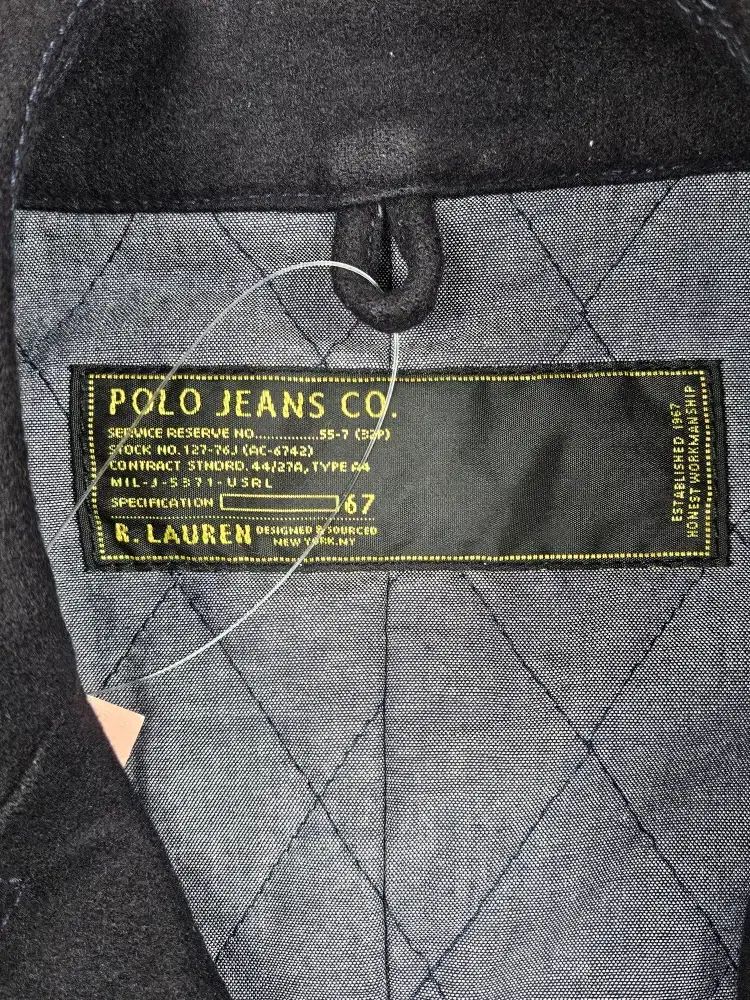 POLO JEANS CO.
SERVICE RESERVE NO..............55-7 (32P)
STOCK NO. 127-76J (AC-6742)
CONTRACT STNDRD. 44/27A, TYPE A4
MIL-J-5371-USRL
SPECIFICATION 67
R. LAUREN DESIGNED & SOURCED
NEW YORK, NY
ESTABLISHED 1967
HONEST WORKMANSHIP